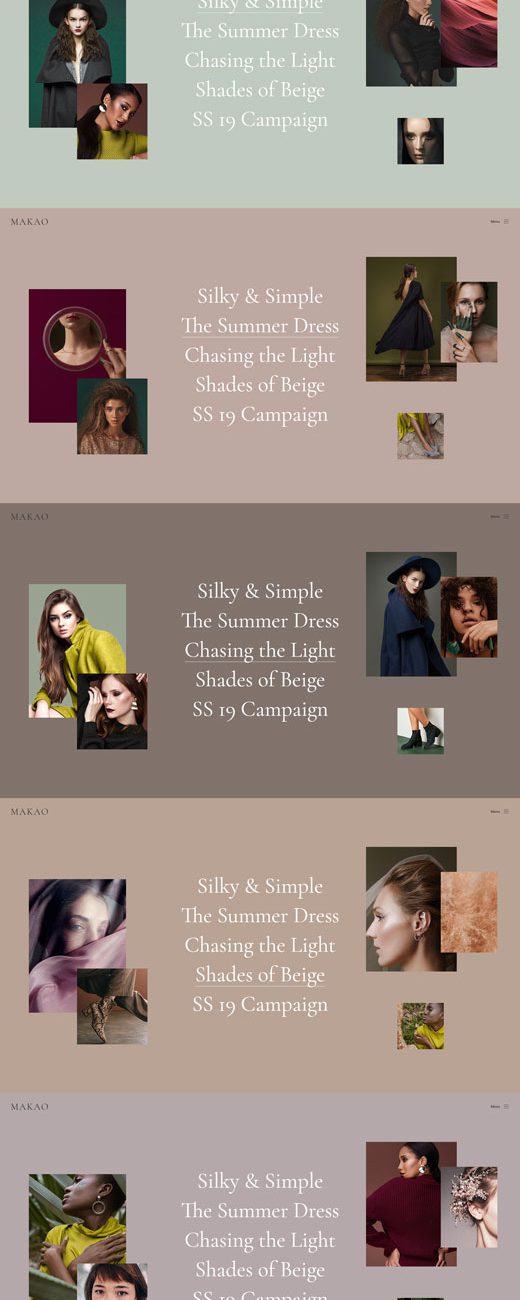 Silky & Simple
The Summer Dress
Chasing the Light
Shades of Beige
SS 19 Campaign
MAKAO
Menu
Silky & Simple
The Summer Dress
Chasing the Light
Shades of Beige
SS 19 Campaign
MAKAO
Menu
Silky & Simple
The Summer Dress
Chasing the Light
Shades of Beige
SS 19 Campaign
MAKAO
Menu
Silky & Simple
The Summer Dress
Chasing the Light
Shades of Beige
SS 19 Campaign
MAKAO
Menu
Silky & Simple
The Summer Dress
Chasing the Light
Shades of Beige
SS 19 Campaign